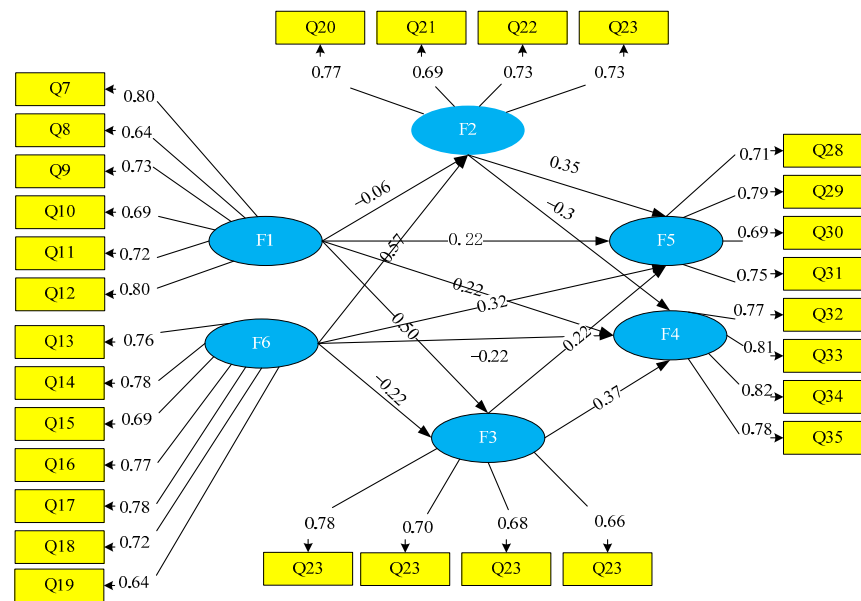 Q20 Q21 Q22 Q23
0.77 0.69 0.73 0.73
Q7 0.80
Q8 0.64
Q9 0.73
Q10 0.69
Q11 0.72
Q12 0.80
Q13 0.76
Q14 0.78
Q15 0.69
Q16 0.77
Q17 0.78
Q18 0.72
Q19 0.64
F2
F1
F6
F5
F4
F3
−0.06
0.57
0.35
−0.3
0.22
0.22
0.32
0.50
−0.22
0.22
−0.22
0.37
0.71 Q28
0.79 Q29
0.69 Q30
0.75 Q31
0.77 Q32
0.81 Q33
0.82 Q34
0.78 Q35
0.78 0.70 0.68 0.66
Q23 Q23 Q23 Q23